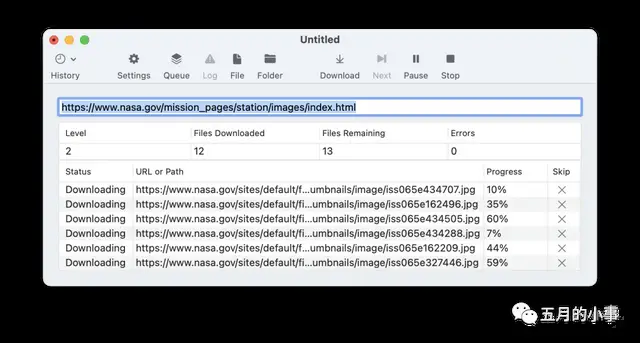 Untitled
History Settings Queue Log File Folder Download Next Pause Stop
https://www.nasa.gov/mission_pages/station/images/index.html
Level Files Downloaded Files Remaining Errors
2 12 13 0
Status URL or Path Progress Skip
Downloading https://www.nasa.gov/sites/default/f...umbnails/image/iss065e434707.jpg 10%
Downloading https://www.nasa.gov/sites/default/f...umbnails/image/iss065e162496.jpg 35%
Downloading https://www.nasa.gov/sites/default/f...umbnails/image/iss065e434505.jpg 60%
Downloading https://www.nasa.gov/sites/default/f...umbnails/image/iss065e434288.jpg 7%
Downloading https://www.nasa.gov/sites/default/f...umbnails/image/iss065e162209.jpg 44%
Downloading https://www.nasa.gov/sites/default/fi...umbnails/image/iss065e327446.jpg 59%
五月的小事